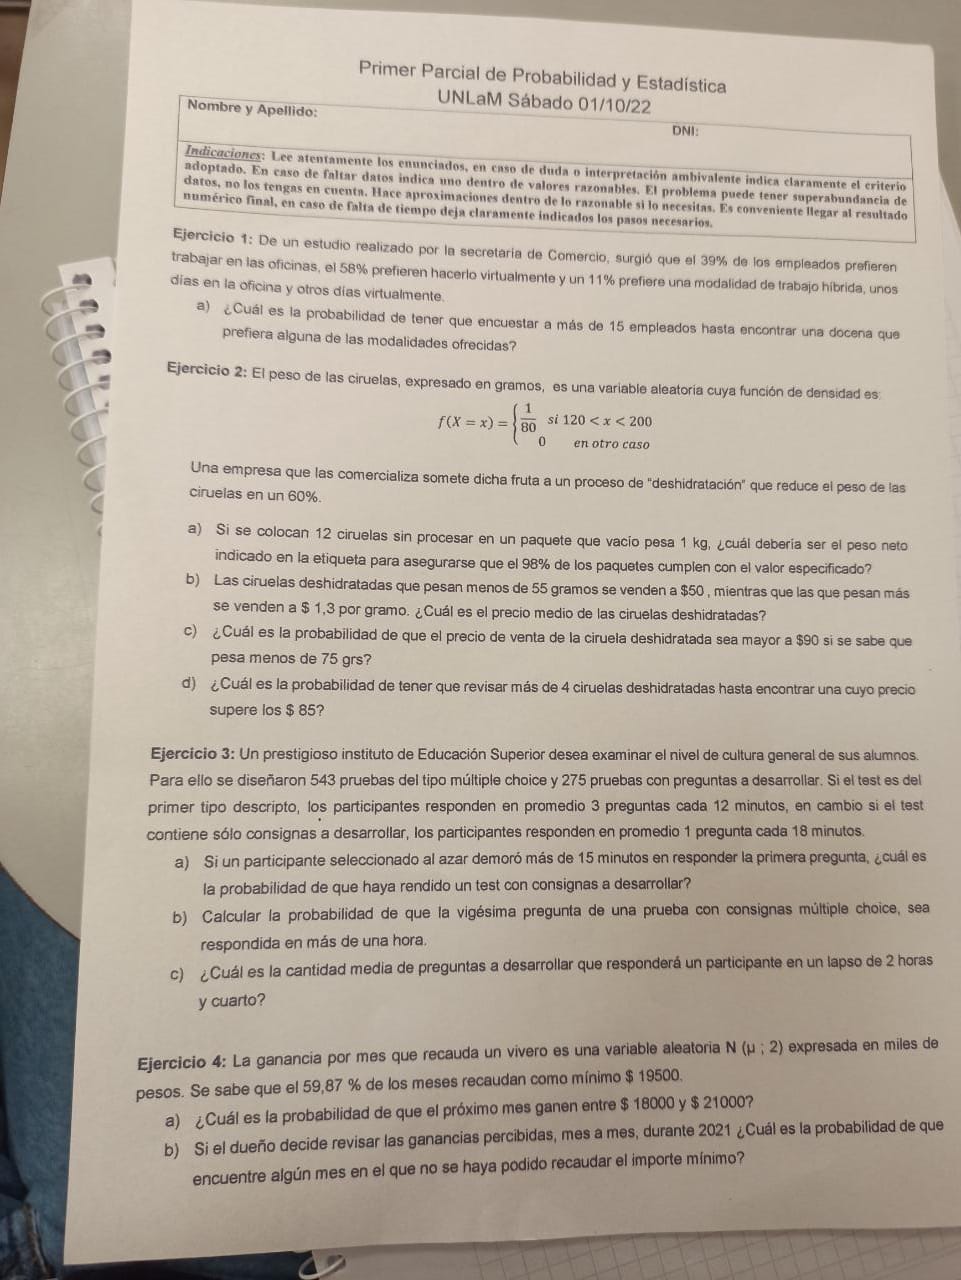 Primer Parcial de Probabilidad y Estadística
UNLaM Sábado 01/10/22
Nombre y Apellido:
DNI:
Indicaciones: Lee atentamente los enunciados, en caso de duda o interpretación ambivalente indica claramente el criterio
adoptado. En caso de faltar datos indica uno dentro de valores razonables. El problema puede tener superabundancia de
datos, no los tengas en cuenta. Hace aproximaciones dentro de lo razonable si lo necesitas. Es conveniente llegar al resultado
numérico final, en caso de falta de tiempo deja claramente indicados los pasos necesarios.
Ejercicio 1: De un estudio realizado por la secretaria de Comercio, surgió que el 39% de los empleados prefieren
trabajar en las oficinas, el 58% prefieren hacerlo virtualmente y un 11% prefiere una modalidad de trabajo híbrida, unos
días en la oficina y otros días virtualmente.
a) ¿Cuál es la probabilidad de tener que encuestar a más de 15 empleados hasta encontrar una docena que
prefiera alguna de las modalidades ofrecidas?
Ejercicio 2: El peso de las ciruelas, expresado en gramos, es una variable aleatoria cuya función de densidad es:
f(X = x) = { 1/80 si 120 < x < 200
0 en otro caso
Una empresa que las comercializa somete dicha fruta a un proceso de "deshidratación" que reduce el peso de las
ciruelas en un 60%.
a) Si se colocan 12 ciruelas sin procesar en un paquete que vacío pesa 1 kg, ¿cuál debería ser el peso neto
indicado en la etiqueta para asegurarse que el 98% de los paquetes cumplen con el valor especificado?
b) Las ciruelas deshidratadas que pesan menos de 55 gramos se venden a $50 , mientras que las que pesan más
se venden a $ 1,3 por gramo. ¿Cuál es el precio medio de las ciruelas deshidratadas?
c) ¿Cuál es la probabilidad de que el precio de venta de la ciruela deshidratada sea mayor a $90 si se sabe que
pesa menos de 75 grs?
d) ¿Cuál es la probabilidad de tener que revisar más de 4 ciruelas deshidratadas hasta encontrar una cuyo precio
supere los $ 85?
Ejercicio 3: Un prestigioso instituto de Educación Superior desea examinar el nivel de cultura general de sus alumnos.
Para ello se diseñaron 543 pruebas del tipo múltiple choice y 275 pruebas con preguntas a desarrollar. Si el test es del
primer tipo descripto, los participantes responden en promedio 3 preguntas cada 12 minutos, en cambio si el test
contiene sólo consignas a desarrollar, los participantes responden en promedio 1 pregunta cada 18 minutos.
a) Si un participante seleccionado al azar demoró más de 15 minutos en responder la primera pregunta, ¿cuál es
la probabilidad de que haya rendido un test con consignas a desarrollar?
b) Calcular la probabilidad de que la vigésima pregunta de una prueba con consignas múltiple choice, sea
respondida en más de una hora.
c) ¿Cuál es la cantidad media de preguntas a desarrollar que responderá un participante en un lapso de 2 horas
y cuarto?
Ejercicio 4: La ganancia por mes que recauda un vivero es una variable aleatoria N (μ ; 2) expresada en miles de
pesos. Se sabe que el 59,87 % de los meses recaudan como mínimo $ 19500.
a) ¿Cuál es la probabilidad de que el próximo mes ganen entre $ 18000 y $ 21000?
b) Si el dueño decide revisar las ganancias percibidas, mes a mes, durante 2021 ¿Cuál es la probabilidad de que
encuentre algún mes en el que no se haya podido recaudar el importe mínimo?